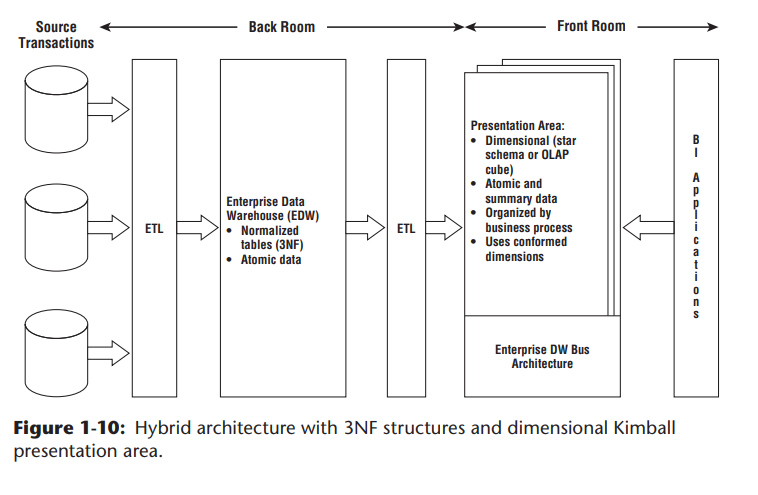 Source
Transactions
Back Room
Front Room
ETL
Enterprise Data
Warehouse (EDW)
• Normalized
tables (3NF)
• Atomic data
ETL
Presentation Area:
• Dimensional (star
schema or OLAP
cube)
• Atomic and
summary data
• Organized by
business process
• Uses conformed
dimensions
Enterprise DW Bus
Architecture
BI Applications
Figure 1-10: Hybrid architecture with 3NF structures and dimensional Kimball
presentation area.